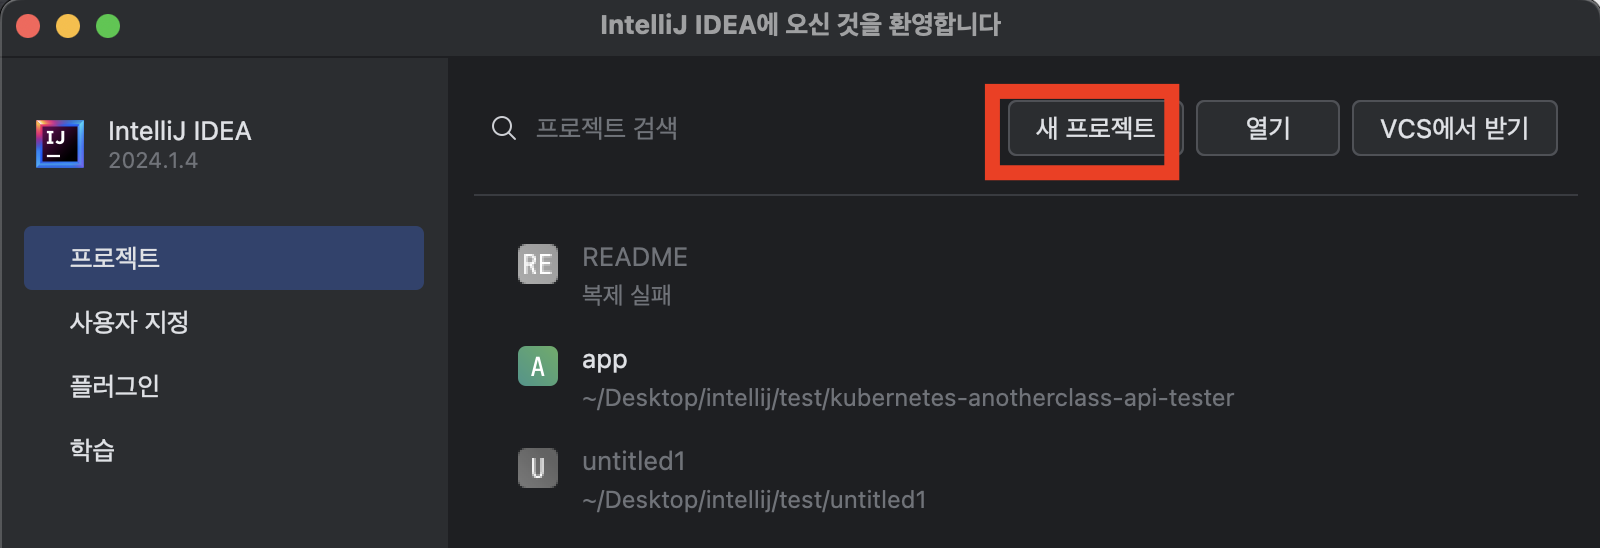 IntelliJ IDEA에 오신 것을 환영합니다
IJ
IntelliJ IDEA
2024.1.4
프로젝트
사용자 지정
플러그인
학습
프로젝트 검색
새 프로젝트
열기
VCS에서 받기
RE
README
복제 실패
A
app
~/Desktop/intellij/test/kubernetes-anotherclass-api-tester
U
untitled1
~/Desktop/intellij/test/untitled1